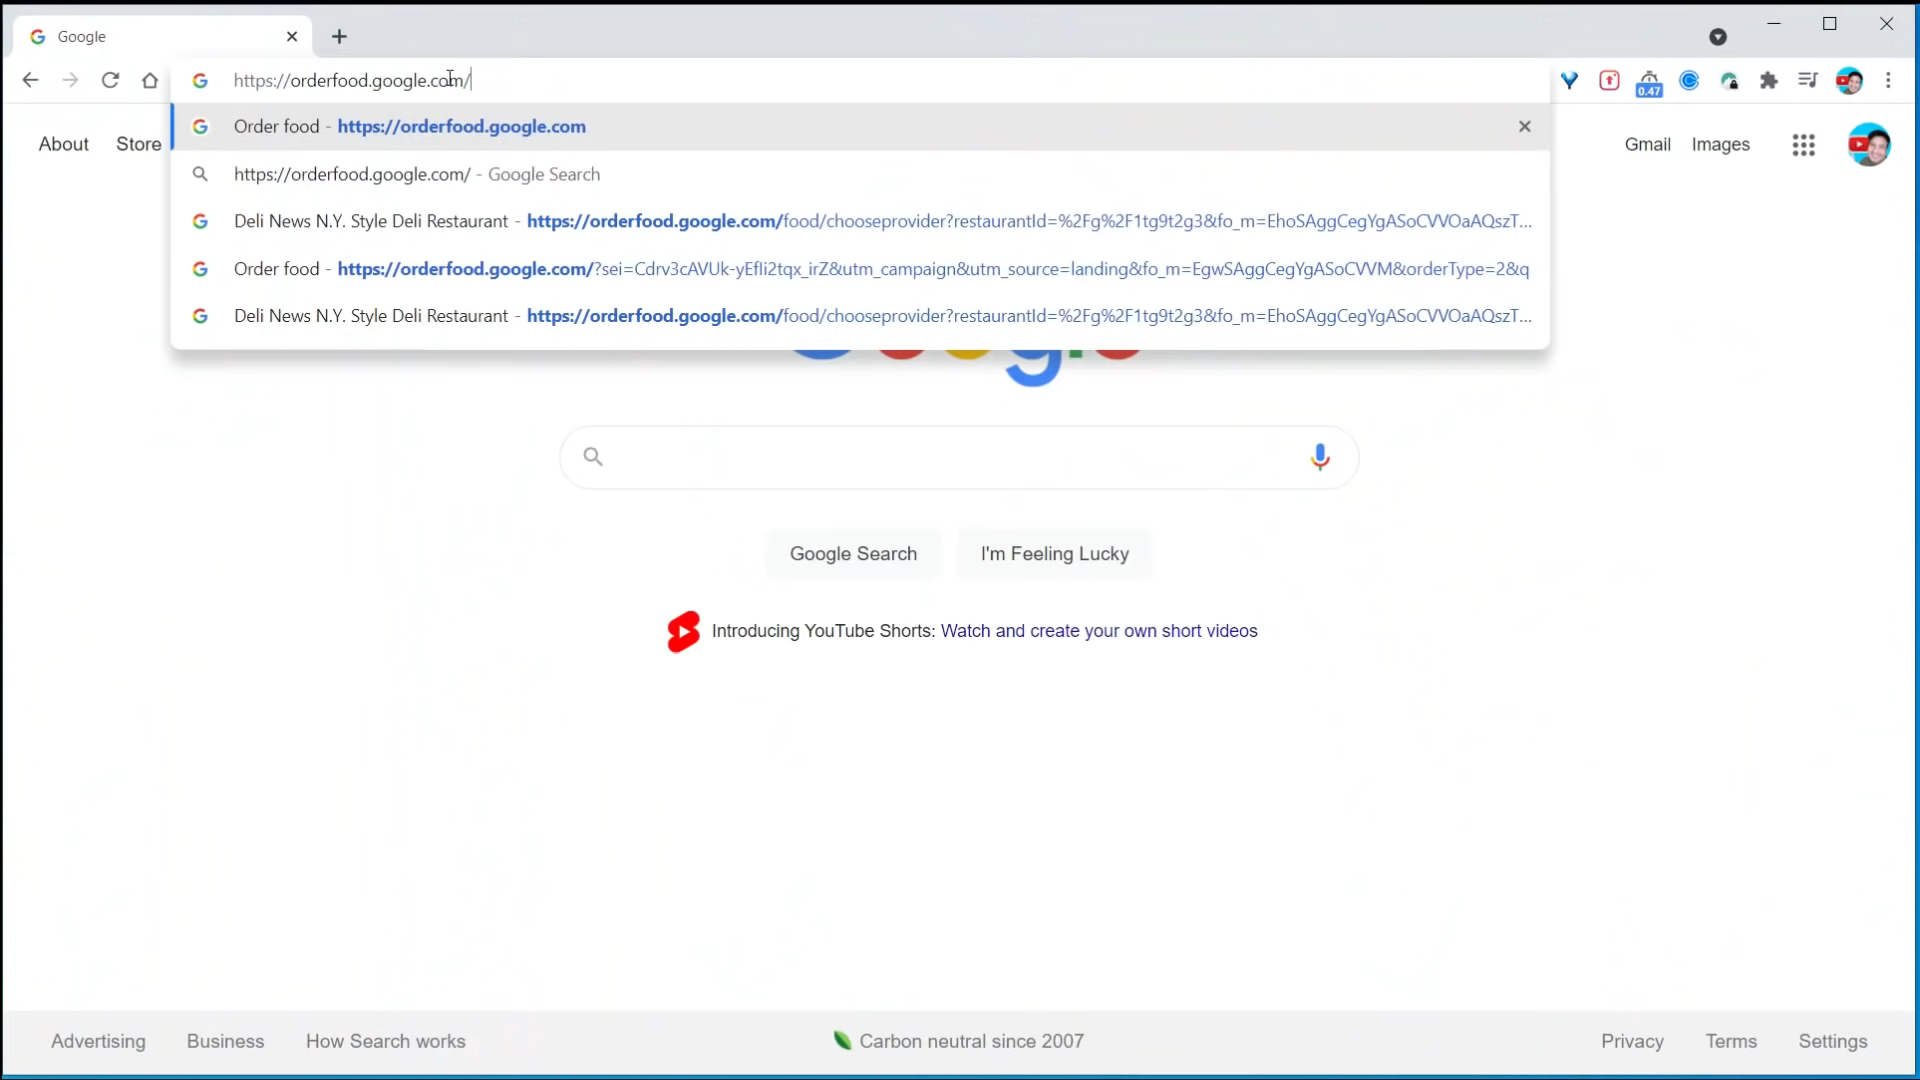 Google
https://orderfood.google.com/
0.47
Order food - https://orderfood.google.com
https://orderfood.google.com/ - Google Search
Deli News N.Y. Style Deli Restaurant - https://orderfood.google.com/food/chooseprovider?restaurantId=%2Fg%2F1tg9t2g3&fo_m=EhoSAggCegYgASoCVVOaAQszT...
Order food - https://orderfood.google.com/?sei=Cdrv3cAVUk-yEfIi2tqx_irZ&utm_campaign&utm_source=landing&fo_m=EgwSAggCegYgASoCVVM&orderType=2&q
Deli News N.Y. Style Deli Restaurant - https://orderfood.google.com/food/chooseprovider?restaurantId=%2Fg%2F1tg9t2g3&fo_m=EhoSAggCegYgASoCVVOaAQszT...
About Store Gmail Images
Google Search I'm Feeling Lucky
Introducing YouTube Shorts: Watch and create your own short videos
Advertising Business How Search works Carbon neutral since 2007 Privacy Terms Settings